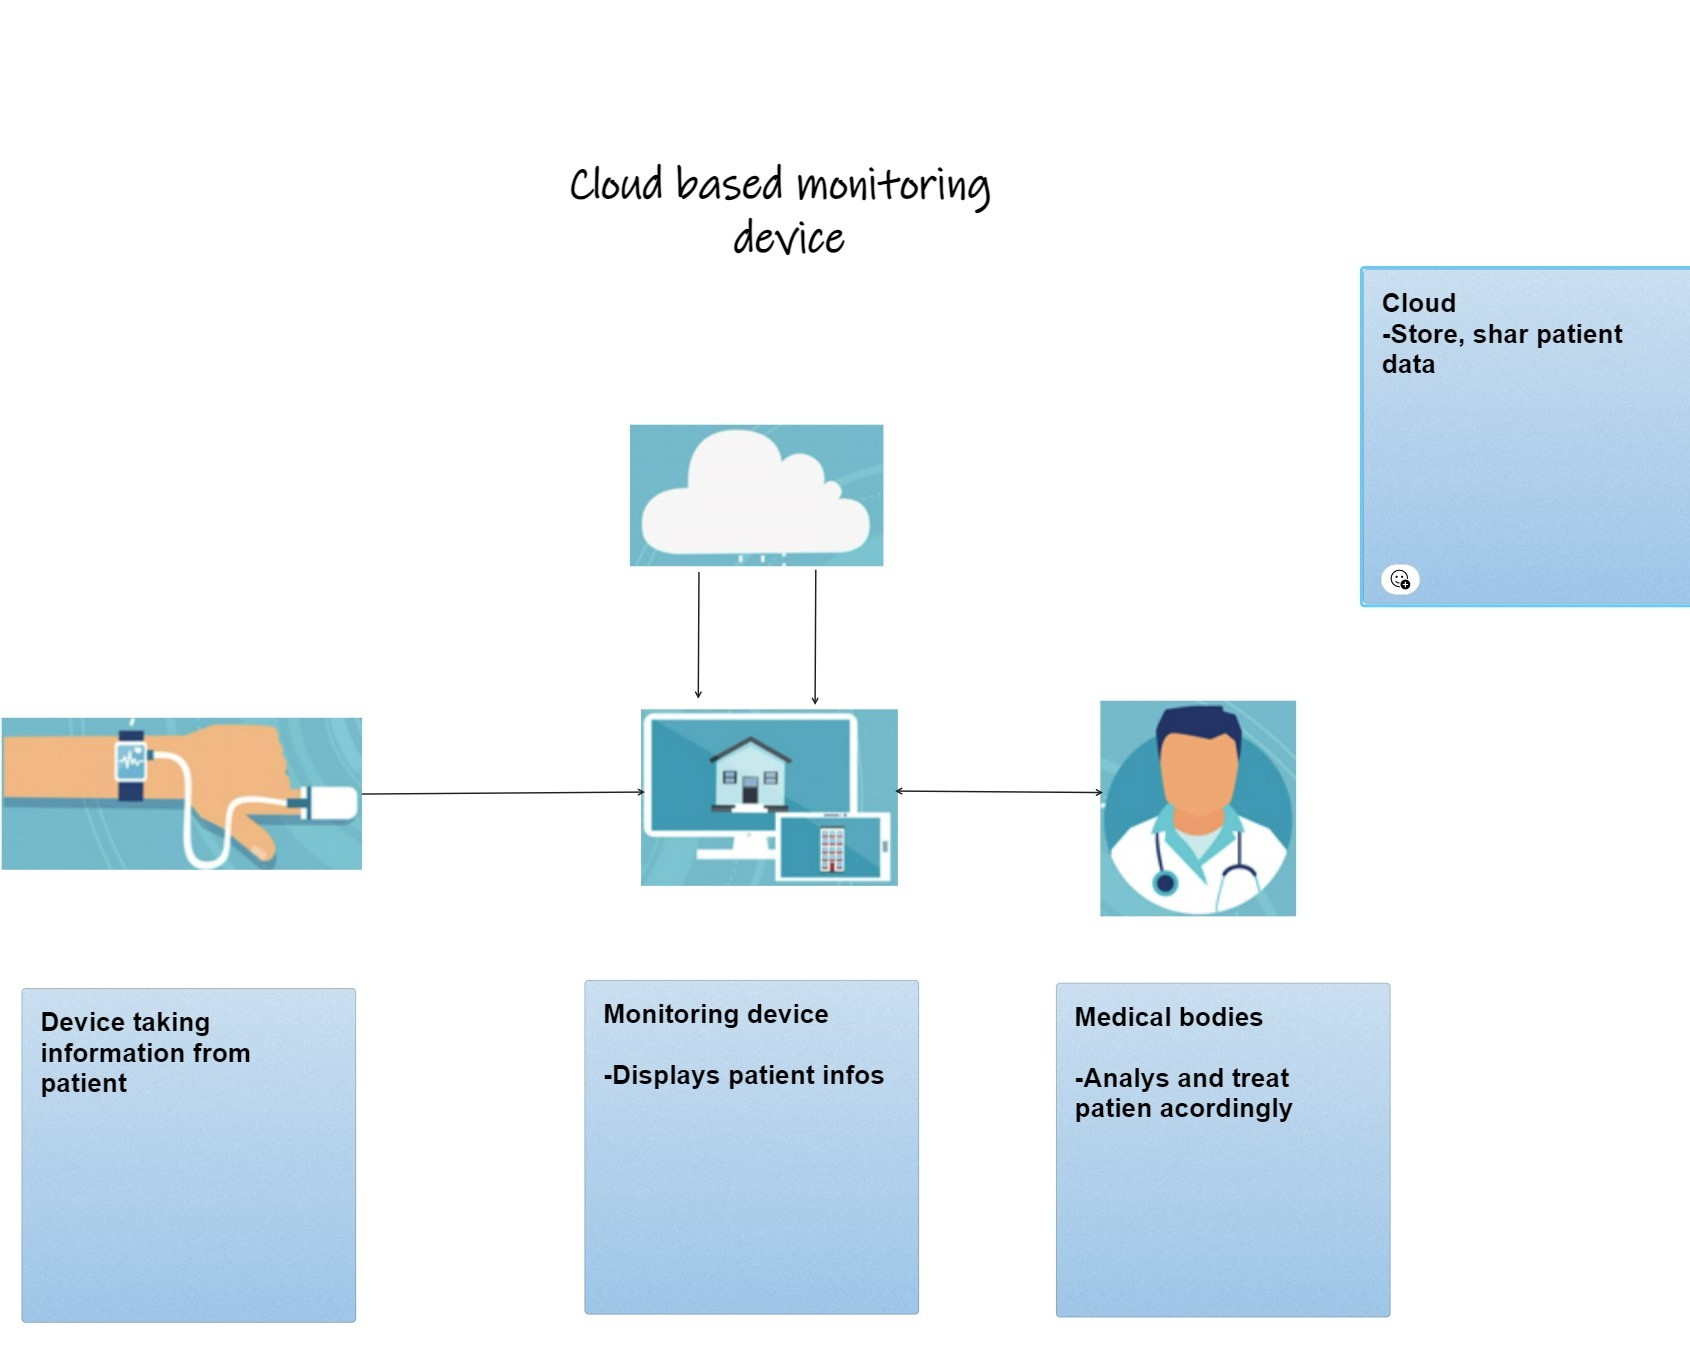 Cloud based monitoring
device
Cloud
-Store, shar patient
data
Device taking
information from
patient
Monitoring device
-Displays patient infos
Medical bodies
-Analys and treat
patien acordingly